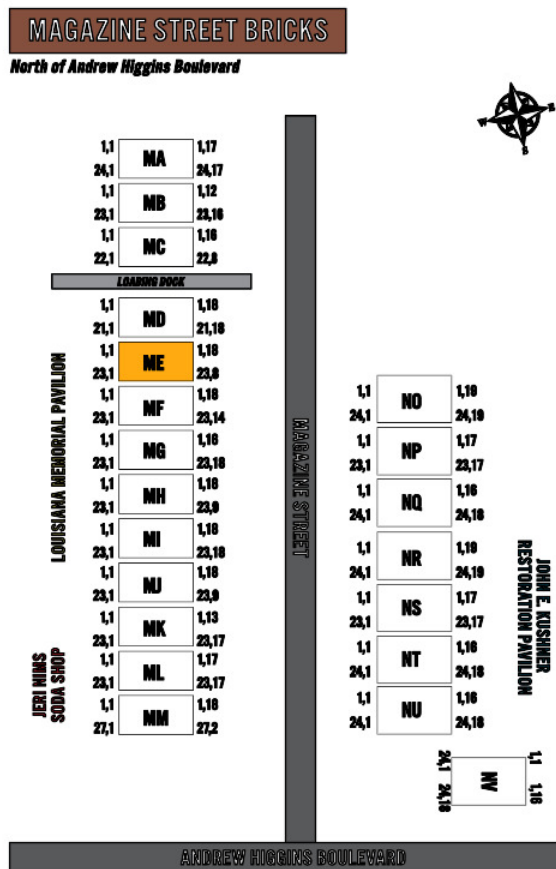 MAGAZINE STREET BRICKS
North of Andrew Higgins Boulevard
W
S
E
1,1 MA 1,17
24,1 24,17
1,1 MB 1,12
23,1 23,16
1,1 MC 1,16
22,1 22,8
LOADING DOCK
1,1 MD 1,18
21,1 21,18
1,1 ME 1,18
23,1 23,8
1,1 MF 1,18
23,1 23,14
1,1 MG 1,16
23,1 23,18
1,1 MH 1,18
23,1 23,9
1,1 MI 1,18
23,1 23,18
1,1 MJ 1,18
23,1 23,9
1,1 MK 1,13
23,1 23,17
1,1 ML 1,17
23,1 23,17
1,1 MM 1,18
27,1 27,2
LOUISIANA MEMORIAL PAVILION
JERI NIMS
SODA SHOP
MAGAZINE STREET
1,1 NO 1,19
24,1 24,19
1,1 NP 1,17
23,1 23,17
1,1 NQ 1,16
24,1 24,18
1,1 NR 1,19
24,1 24,19
1,1 NS 1,17
23,1 23,17
1,1 NT 1,16
24,1 24,18
1,1 NU 1,16
24,1 24,18
JOHN E. KUSHNER
RESTORATION PAVILION
1,1 NV 1,16
24,1 24,18
ANDREW HIGGINS BOULEVARD